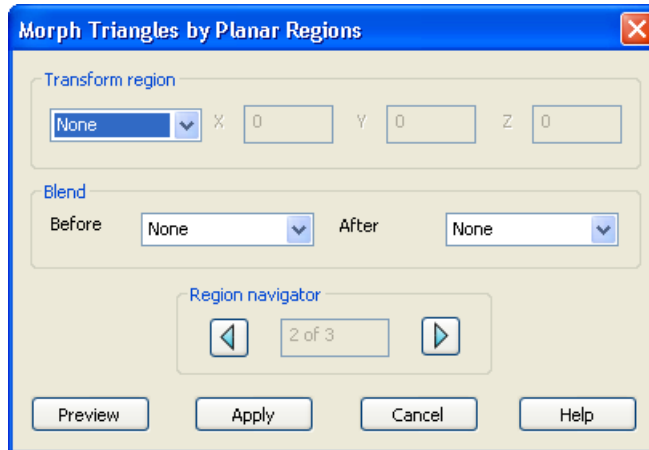 Morph Triangles by Planar Regions
Transform region
None X 0 Y 0 Z 0
Blend
Before None After None
Region navigator
2 of 3
Preview Apply Cancel Help